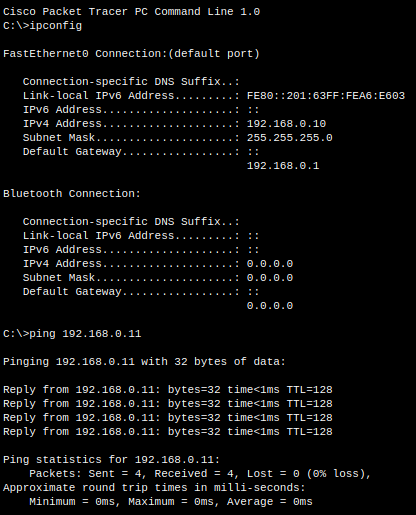 Cisco Packet Tracer PC Command Line 1.0
C:\>ipconfig

FastEthernet0 Connection:(default port)

   Connection-specific DNS Suffix..:
   Link-local IPv6 Address.........: FE80::201:63FF:FEA6:E603
   IPv6 Address....................: ::
   IPv4 Address....................: 192.168.0.10
   Subnet Mask.....................: 255.255.255.0
   Default Gateway.................: ::
                                     192.168.0.1

Bluetooth Connection:

   Connection-specific DNS Suffix..:
   Link-local IPv6 Address.........: ::
   IPv6 Address....................: ::
   IPv4 Address....................: 0.0.0.0
   Subnet Mask.....................: 0.0.0.0
   Default Gateway.................: ::
                                     0.0.0.0

C:\>ping 192.168.0.11

Pinging 192.168.0.11 with 32 bytes of data:

Reply from 192.168.0.11: bytes=32 time<1ms TTL=128
Reply from 192.168.0.11: bytes=32 time<1ms TTL=128
Reply from 192.168.0.11: bytes=32 time<1ms TTL=128
Reply from 192.168.0.11: bytes=32 time<1ms TTL=128

Ping statistics for 192.168.0.11:
    Packets: Sent = 4, Received = 4, Lost = 0 (0% loss),
Approximate round trip times in milli-seconds:
    Minimum = 0ms, Maximum = 0ms, Average = 0ms